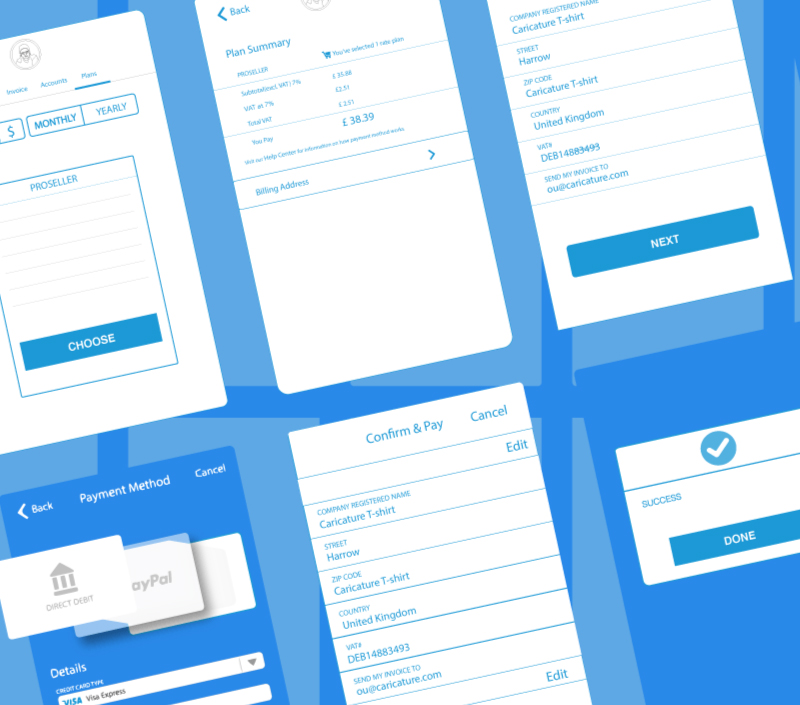 Invoice
Accounts
Plans
$
MONTHLY
YEARLY
PROSELLER
CHOOSE
Back
Plan Summary
You've selected 1 rate plan
PROSELLER
Subtotal(excl. VAT) 7%
£ 35.88
VAT at 7%
£2.51
Total VAT
£ 2.51
You Pay
£ 38.39
Visit our Help Center for information on how payment method works
Billing Address
COMPANY REGISTERED NAME
Caricature T-shirt
STREET
Harrow
ZIP CODE
Caricature T-shirt
COUNTRY
United Kingdom
VAT#
DEB14883493
SEND MY INVOICE TO
ou@caricature.com
NEXT
Back
Payment Method
Cancel
DIRECT DEBIT
ayPal
Details
CREDIT CARD TYPE
VISA Visa Express
Confirm & Pay
Cancel
Edit
COMPANY REGISTERED NAME
Caricature T-shirt
STREET
Harrow
ZIP CODE
Caricature T-shirt
COUNTRY
United Kingdom
VAT#
DEB14883493
SEND MY INVOICE TO
ou@caricature.com
Edit
SUCCESS
DONE